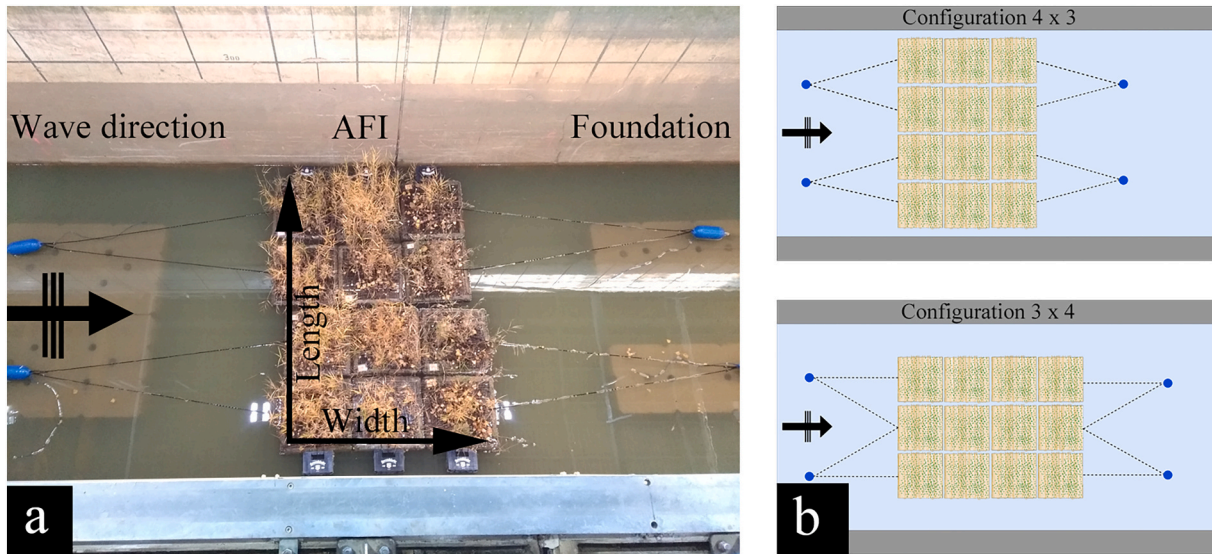 Wave direction
AFI
Foundation
Length
Width
a
Configuration 4 x 3
Configuration 3 x 4
b